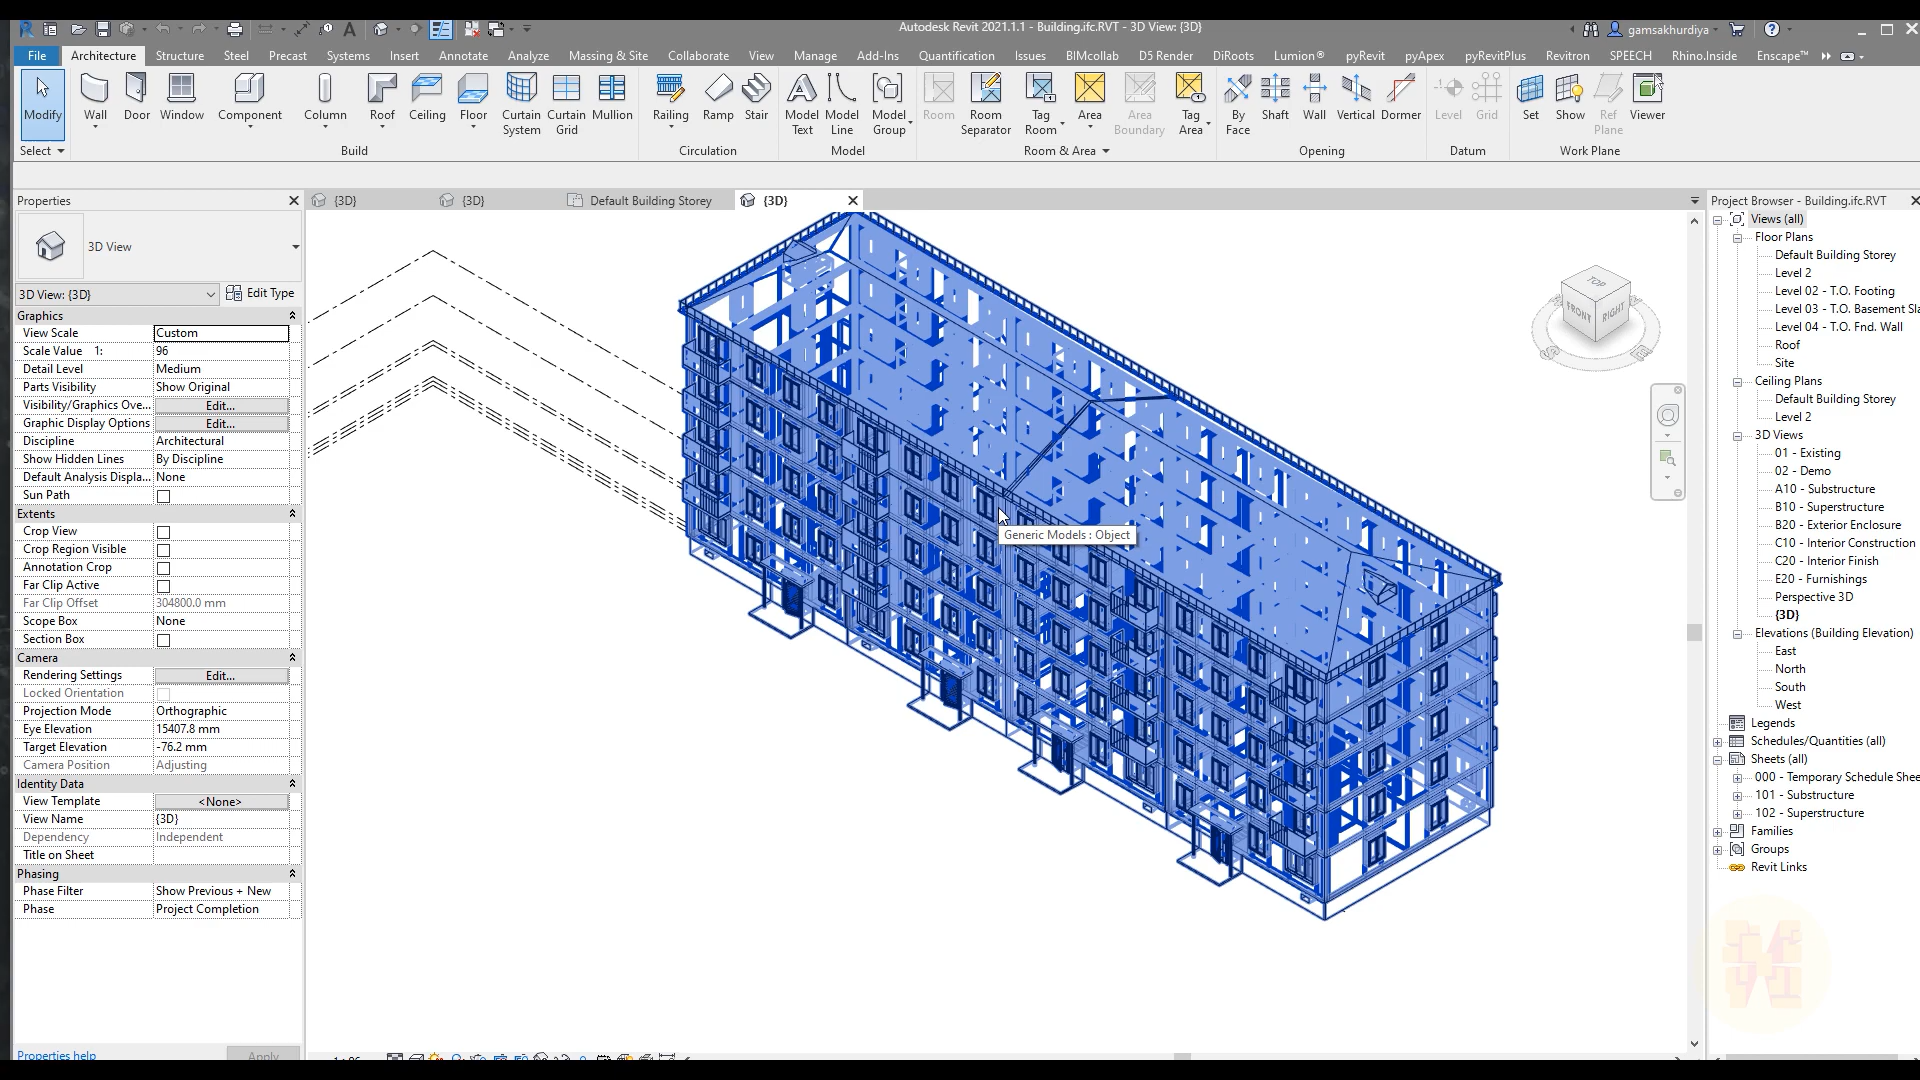 Autodesk Revit 2021.1.1 - Building.ifc.RVT - 3D View: {3D}
gamsakhurdiya
File Architecture Structure Steel Precast Systems Insert Annotate Analyze Massing & Site Collaborate View Manage Add-Ins Quantification Issues BIMcollab D5 Render DiRoots Lumion® pyRevit pyApex pyRevitPlus Revitron SPEECH Rhino.Inside Enscape™
Modify Wall Door Window Component Column Roof Ceiling Floor Curtain System Curtain Grid Mullion Railing Ramp Stair Model Text Model Line Model Group Room Room Separator Tag Room Area Area Boundary Tag Area By Face Shaft Wall Vertical Dormer Level Grid Set Show Ref Plane Viewer
Select Build Circulation Model Room & Area Opening Datum Work Plane
Properties
{3D} {3D} Default Building Storey {3D}
3D View
3D View: {3D} Edit Type
Graphics
View Scale Custom
Scale Value 1: 96
Detail Level Medium
Parts Visibility Show Original
Visibility/Graphics Ove... Edit...
Graphic Display Options Edit...
Discipline Architectural
Show Hidden Lines By Discipline
Default Analysis Displa... None
Sun Path
Extents
Crop View
Crop Region Visible
Annotation Crop
Far Clip Active
Far Clip Offset 304800.0 mm
Scope Box None
Section Box
Camera
Rendering Settings Edit...
Locked Orientation
Projection Mode Orthographic
Eye Elevation 15407.8 mm
Target Elevation -76.2 mm
Camera Position Adjusting
Identity Data
View Template <None>
View Name {3D}
Dependency Independent
Title on Sheet
Phasing
Phase Filter Show Previous + New
Phase Project Completion
Properties help Apply
Generic Models : Object
TOP
FRONT RIGHT
S E
Project Browser - Building.ifc.RVT
Views (all)
Floor Plans
Default Building Storey
Level 2
Level 02 - T.O. Footing
Level 03 - T.O. Basement Sla
Level 04 - T.O. Fnd. Wall
Roof
Site
Ceiling Plans
Default Building Storey
Level 2
3D Views
01 - Existing
02 - Demo
A10 - Substructure
B10 - Superstructure
B20 - Exterior Enclosure
C10 - Interior Construction
C20 - Interior Finish
E20 - Furnishings
Perspective 3D
{3D}
Elevations (Building Elevation)
East
North
South
West
Legends
Schedules/Quantities (all)
Sheets (all)
000 - Temporary Schedule Shee
101 - Substructure
102 - Superstructure
Families
Groups
Revit Links